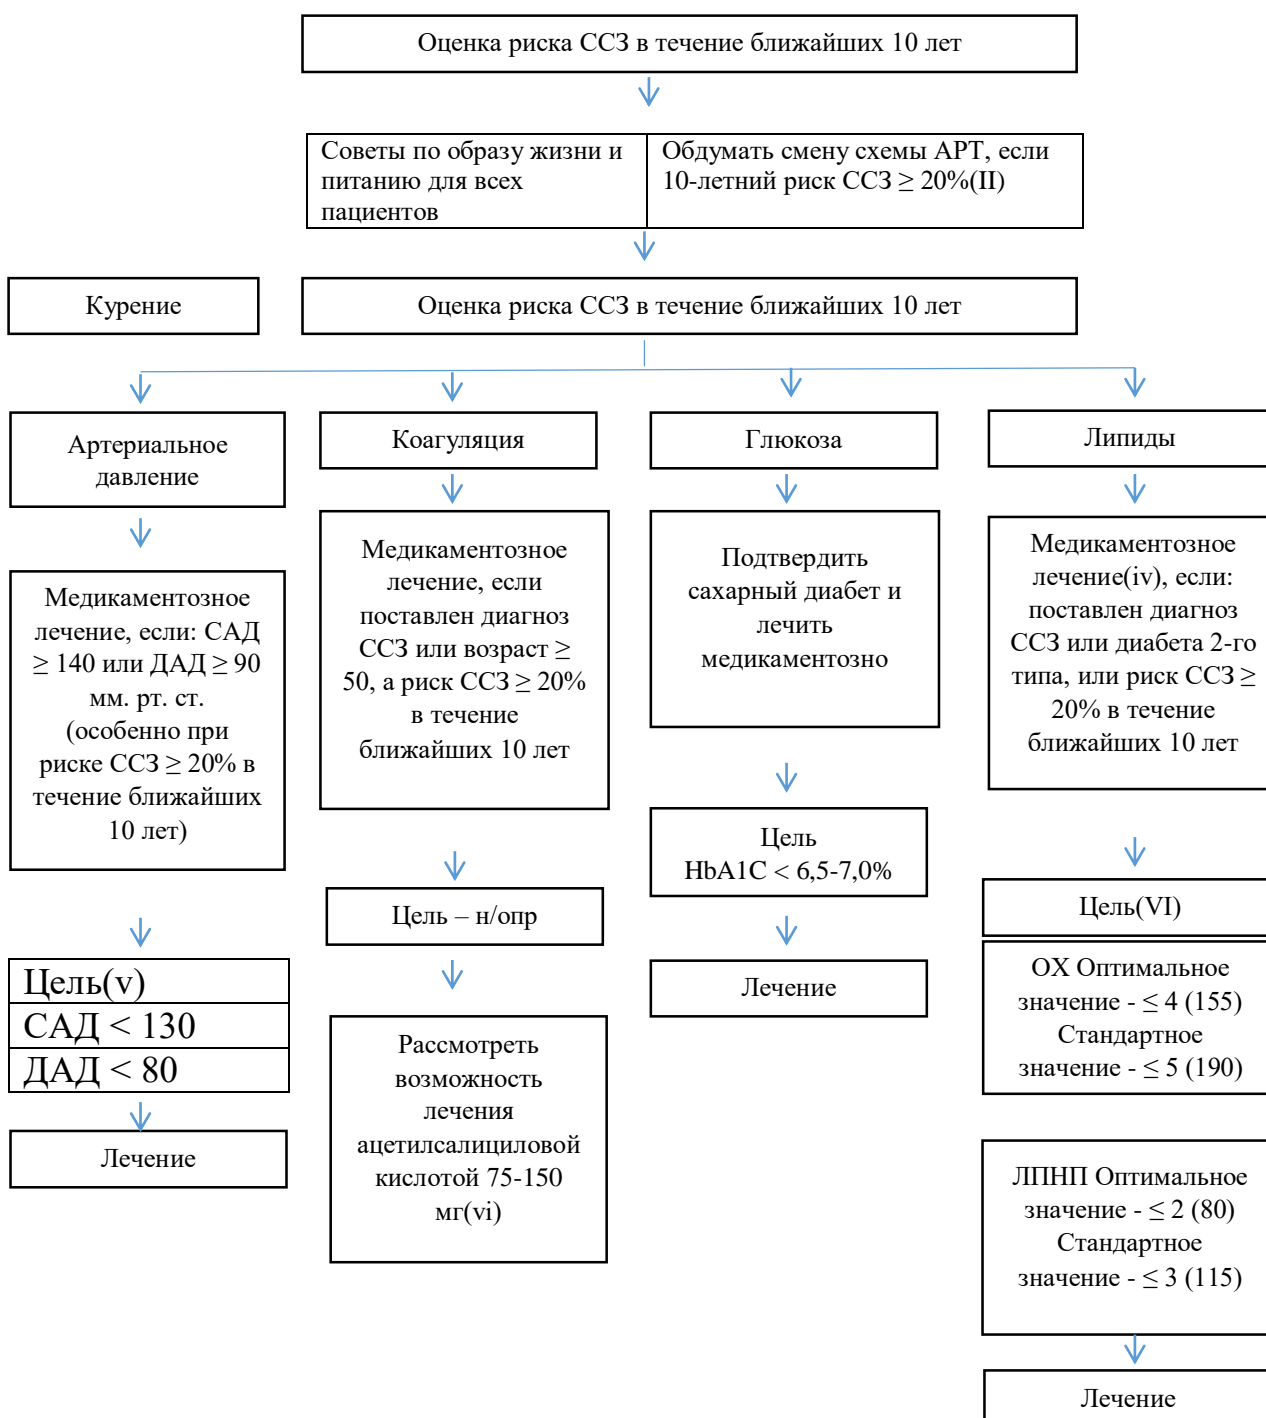 Оценка риска ССЗ в течение ближайших 10 лет
Советы по образу жизни и
питанию для всех
пациентов
Обдумать смену схемы АРТ, если
10-летний риск ССЗ ≥ 20%(II)
Курение
Оценка риска ССЗ в течение ближайших 10 лет
Артериальное
давление
Коагуляция
Глюкоза
Липиды
Медикаментозное
лечение, если: САД
≥ 140 или ДАД ≥ 90
мм. рт. ст.
(особенно при
риске ССЗ ≥ 20% в
течение ближайших
10 лет)
Медикаментозное
лечение, если
поставлен диагноз
ССЗ или возраст ≥
50, а риск ССЗ ≥ 20%
в течение
ближайших 10 лет
Подтвердить
сахарный диабет и
лечить
медикаментозно
Медикаментозное
лечение(iv), если:
поставлен диагноз
ССЗ или диабета 2-го
типа, или риск ССЗ ≥
20% в течение
ближайших 10 лет
Цель(v)
САД < 130
ДАД < 80
Лечение
Цель – н/опр
Рассмотреть
возможность
лечения
ацетилсалициловой
кислотой 75-150
мг(vi)
Цель
HbA1C < 6,5-7,0%
Лечение
Цель(VI)
ОХ Оптимальное
значение - ≤ 4 (155)
Стандартное
значение - ≤ 5 (190)
ЛПНП Оптимальное
значение - ≤ 2 (80)
Стандартное
значение - ≤ 3 (115)
Лечение